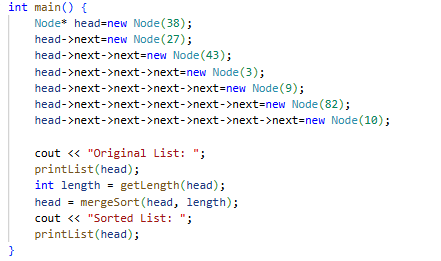 int main() {
    Node* head=new Node(38);
    head->next=new Node(27);
    head->next->next=new Node(43);
    head->next->next->next=new Node(3);
    head->next->next->next->next=new Node(9);
    head->next->next->next->next->next=new Node(82);
    head->next->next->next->next->next->next=new Node(10);

    cout << "Original List: ";
    printList(head);
    int length = getLength(head);
    head = mergeSort(head, length);
    cout << "Sorted List: ";
    printList(head);
}